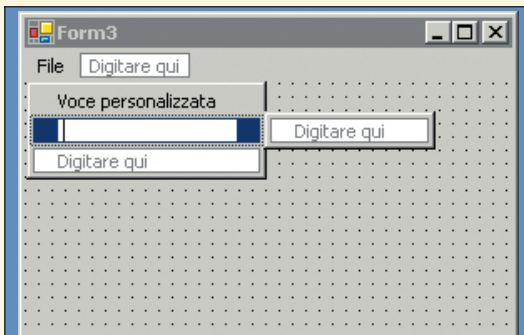 Form3
File Digitare qui
Voce personalizzata
Digitare qui
Digitare qui